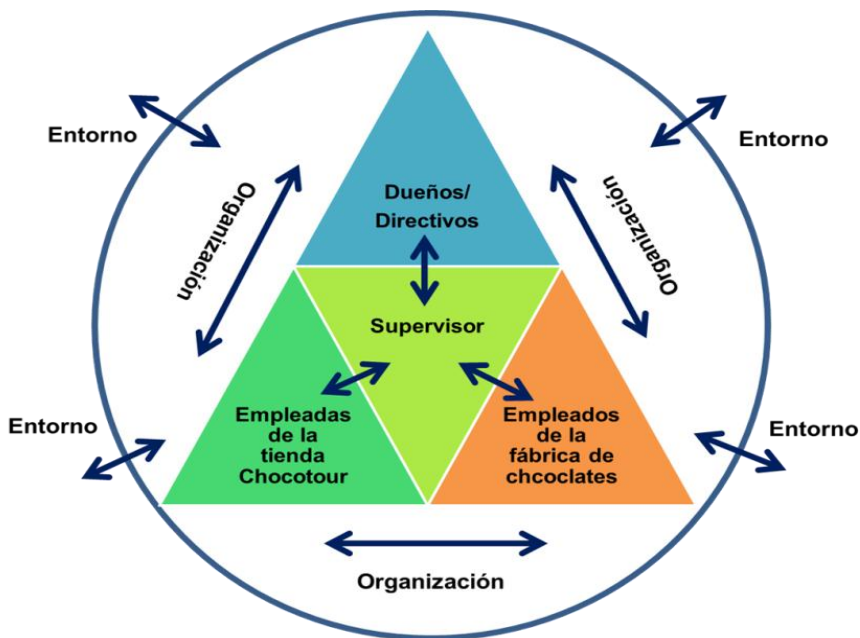 Entorno
Entorno
Organización
Organización
Dueños/
Directivos
Supervisor
Entorno
Entorno
Empleadas
de la
tienda
Chocotour
Empleados
de la
fábrica de
chcoclates
Organización